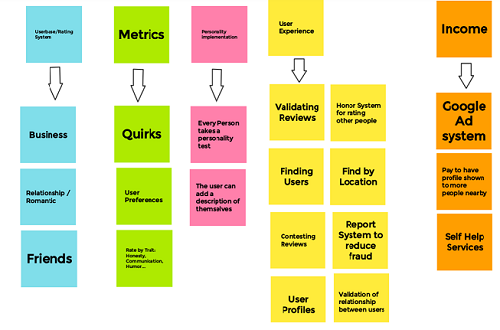 Userbase/Rating
System
Metrics
Personality
Implementation
User
Experience
Income
Business
Relationship /
Romantic
Friends
Quirks
User
Preferences
Rate by Trait:
Honesty,
Communication,
Humor...
Every Person
takes a
personality
test
The user can
add a
description of
themselves
Validating
Reviews
Honor System
for rating
other people
Finding
Users
Find by
Location
Contesting
Reviews
Report
System to
reduce
fraud
User
Profiles
Validation of
relationship
between users
Google
Ad
system
Pay to have
profile shown
to more
people nearby
Self Help
Services